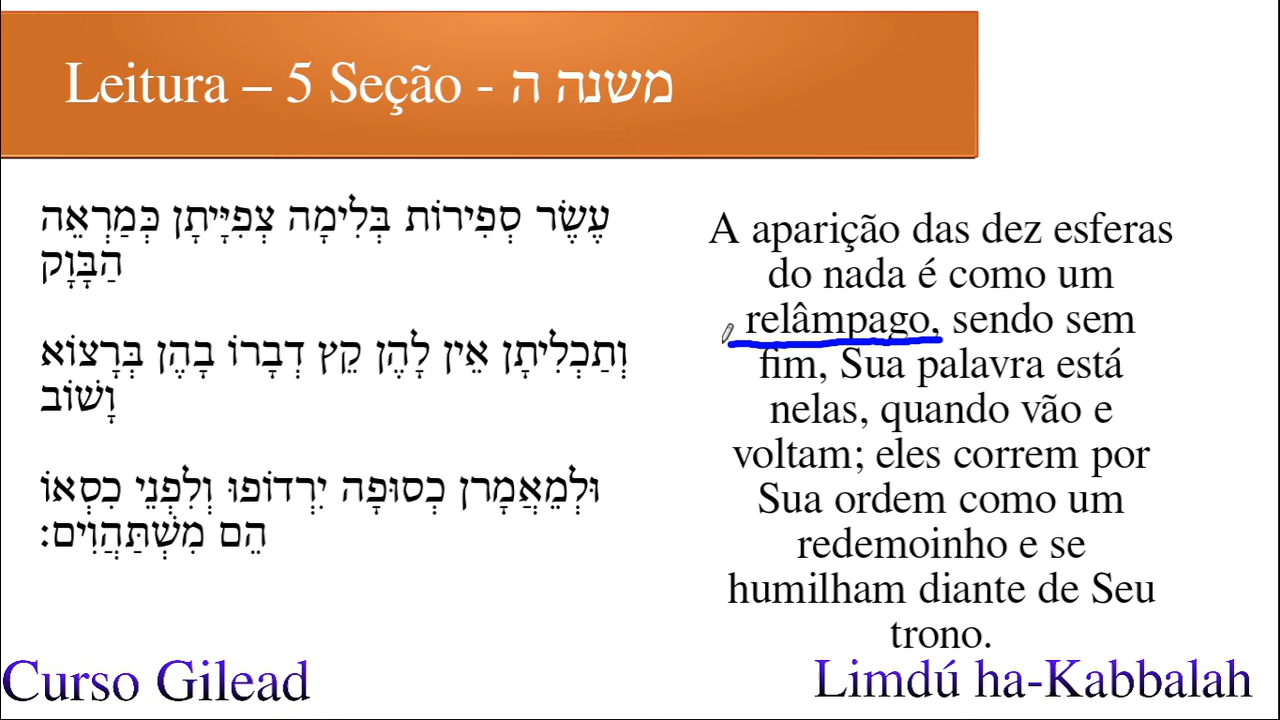 Leitura – 5 Seção - משנה ה
עֶשֶׂר סְפִירוֹת בְּלִימָה צְפִיָּיתָן כְּמַרְאֵה
הַבָּוָק
וְתַכְלִיתָן אֵין לָהֶן קֵץ דְבָרוֹ בָהֶן בְּרָצוֹא
וָשׁוֹב
וּלְמֵאֲמָרן כְסוּפָה יִרְדוֹפוּ וְלִפְנֵי כִסְאוֹ
הֵם מִשְׁתַּהֲוִים:
A aparição das dez esferas
do nada é como um
relâmpago, sendo sem
fim, Sua palavra está
nelas, quando vão e
voltam; eles correm por
Sua ordem como um
redemoinho e se
humilham diante de Seu
trono.
Curso Gilead
Limdú ha-Kabbalah